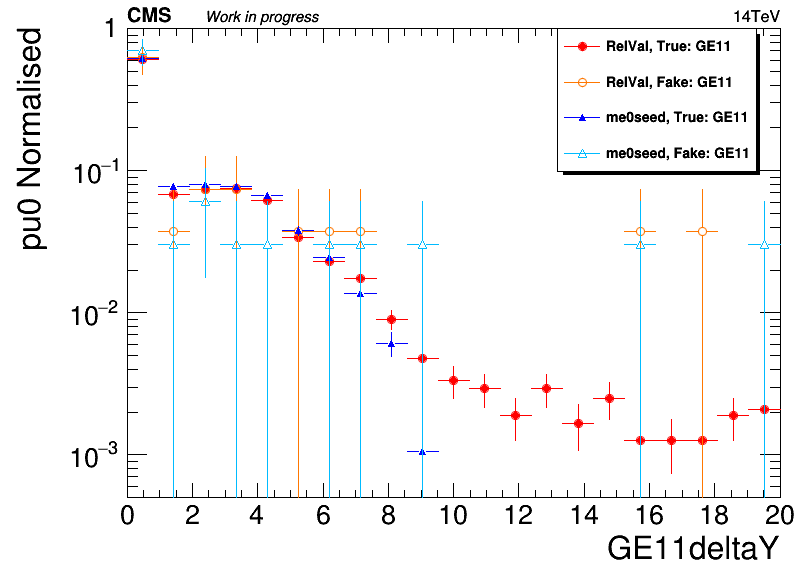 CMS Work in progress 14TeV
pu0 Normalised
1
10⁻¹
10⁻²
10⁻³
RelVal, True: GE11
RelVal, Fake: GE11
me0seed, True: GE11
me0seed, Fake: GE11
0 2 4 6 8 10 12 14 16 18 20
GE11deltaY